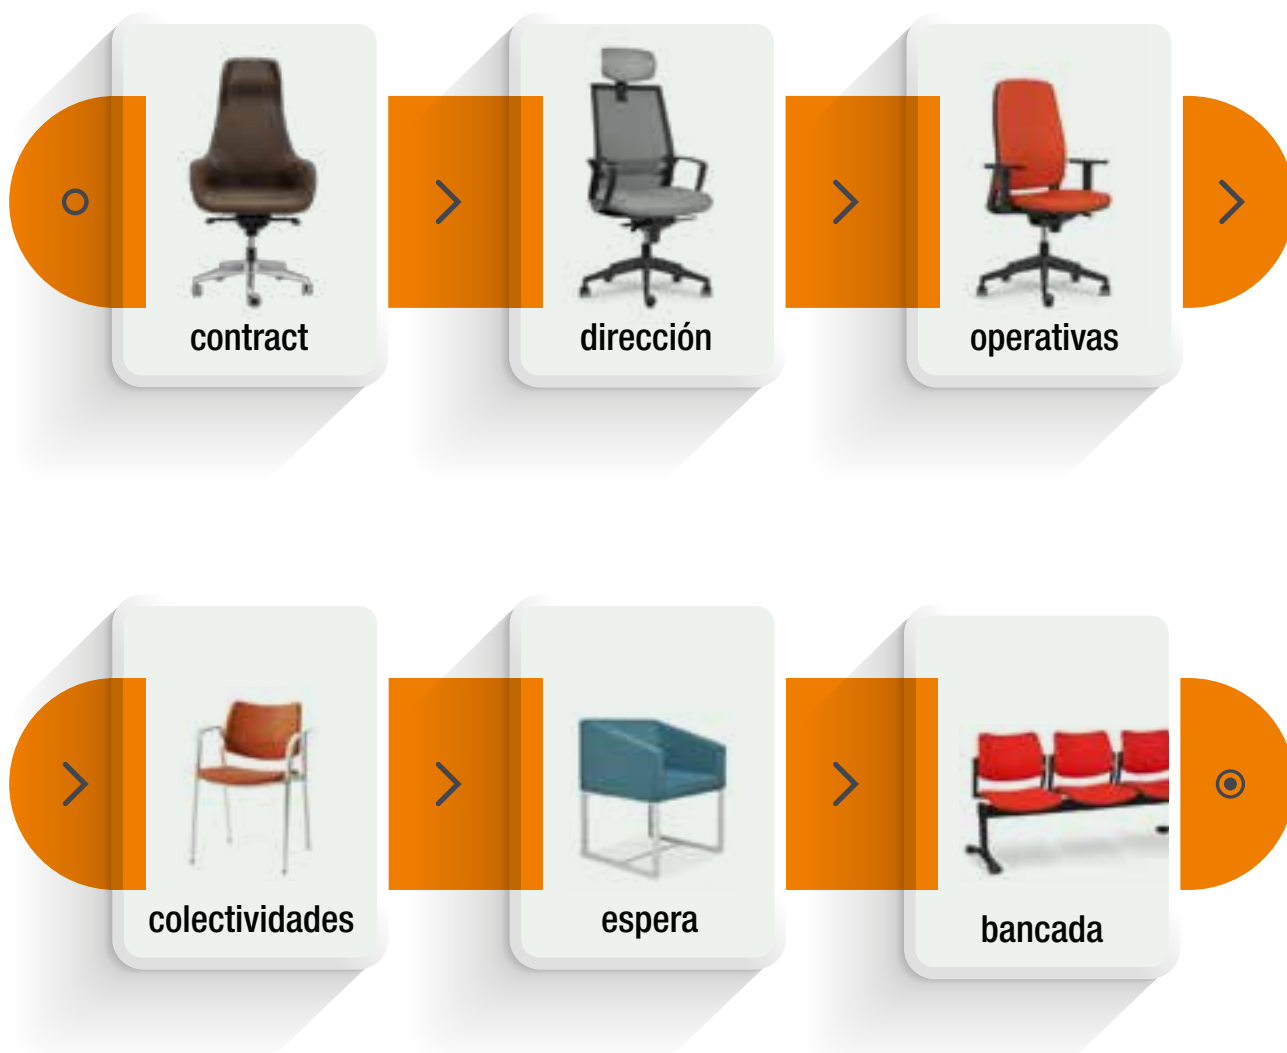 contract
dirección
operativas
colectividades
espera
bancada